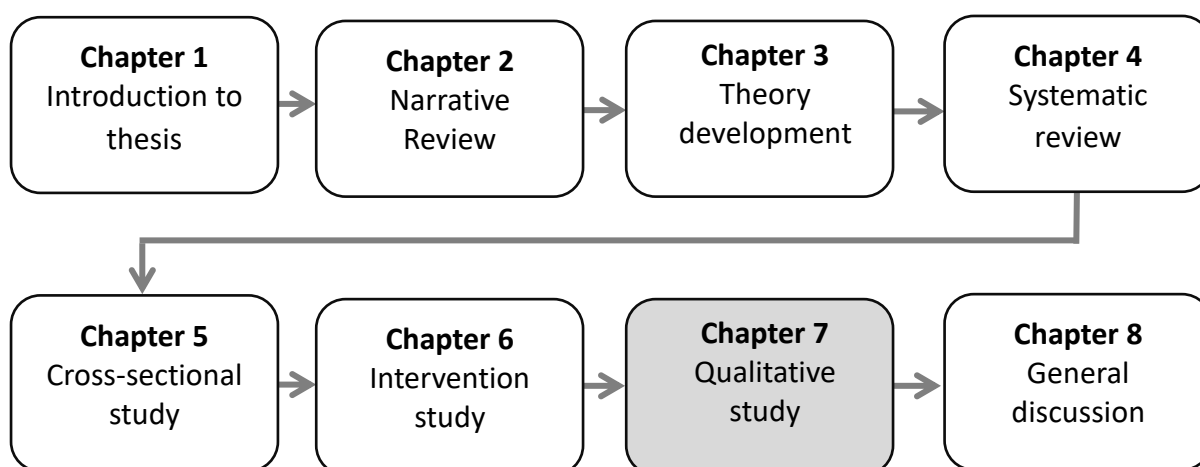 Chapter 1
Introduction to
thesis
Chapter 2
Narrative
Review
Chapter 3
Theory
development
Chapter 4
Systematic
review
Chapter 5
Cross-sectional
study
Chapter 6
Intervention
study
Chapter 7
Qualitative
study
Chapter 8
General
discussion